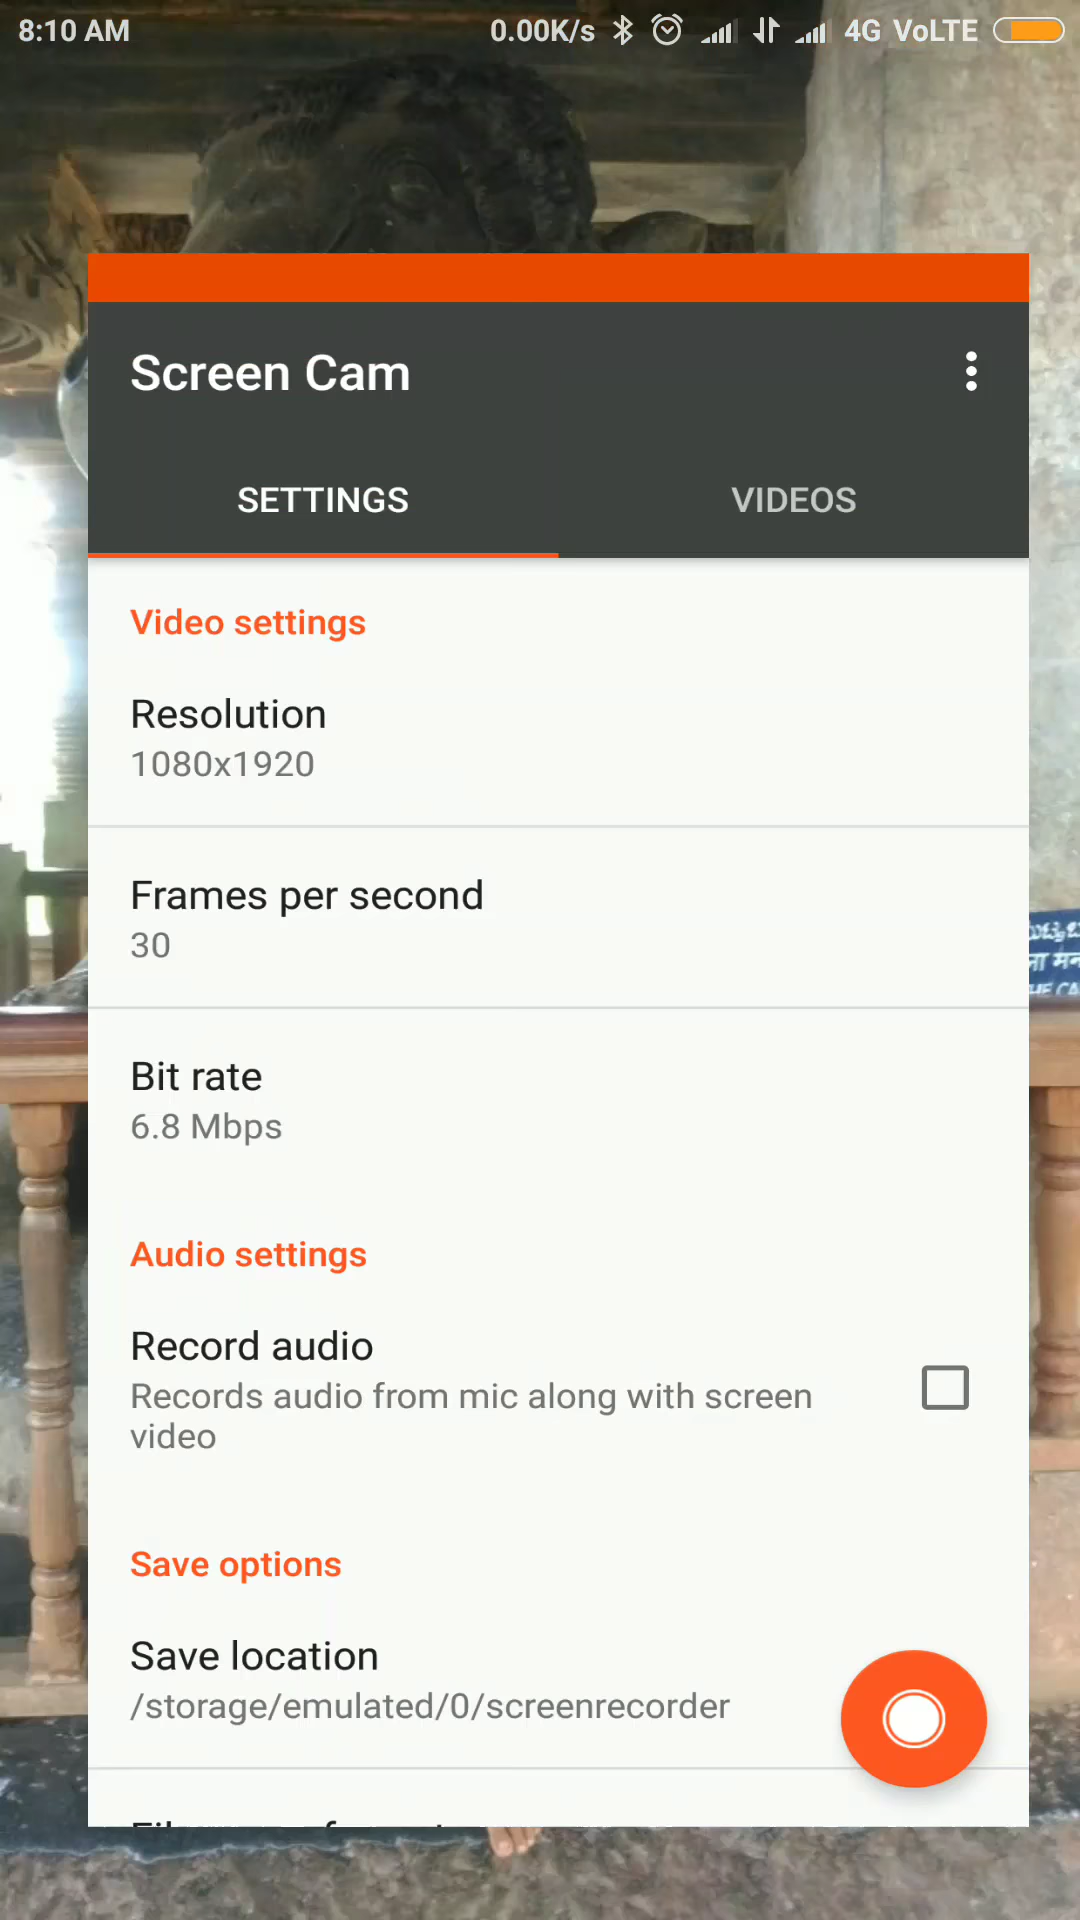 8:10 AM
0.00K/s
4G VoLTE
Screen Cam
SETTINGS
VIDEOS
Video settings
Resolution
1080x1920
Frames per second
30
Bit rate
6.8 Mbps
Audio settings
Record audio
Records audio from mic along with screen
video
Save options
Save location
/storage/emulated/0/screenrecorder